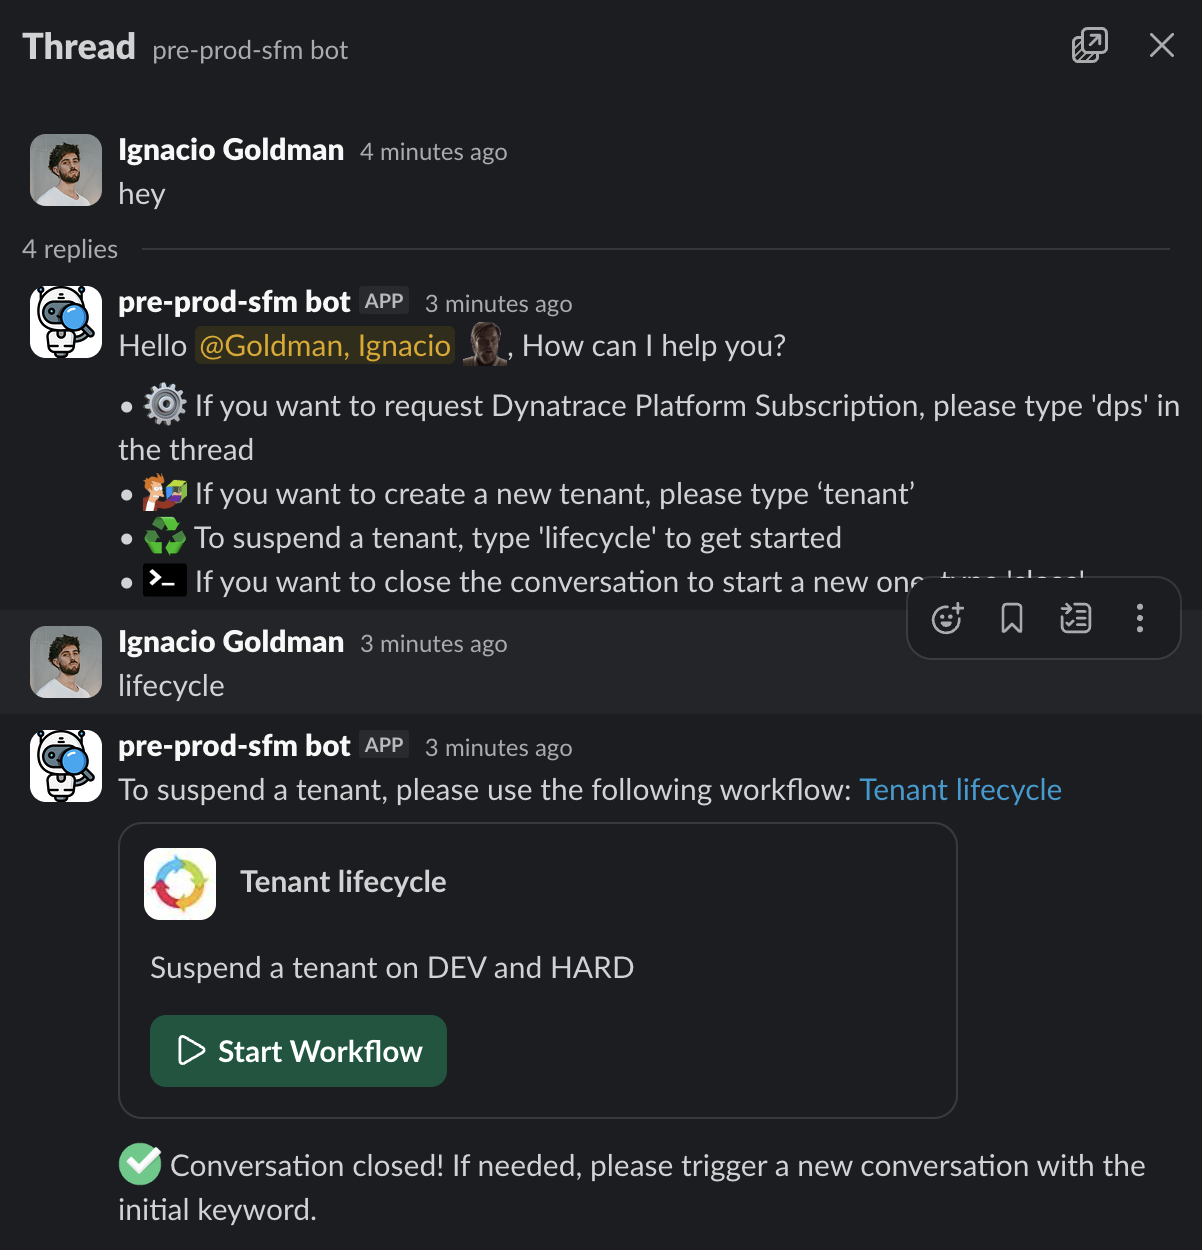 Thread pre-prod-sfm bot
Ignacio Goldman 4 minutes ago
hey
4 replies
pre-prod-sfm bot APP 3 minutes ago
Hello @Goldman, Ignacio , How can I help you?
• If you want to request Dynatrace Platform Subscription, please type 'dps' in
the thread
• If you want to create a new tenant, please type ‘tenant’
• To suspend a tenant, type 'lifecycle' to get started
• If you want to close the conversation to start a new one, type 'close'
Ignacio Goldman 3 minutes ago
lifecycle
pre-prod-sfm bot APP 3 minutes ago
To suspend a tenant, please use the following workflow: Tenant lifecycle
Tenant lifecycle
Suspend a tenant on DEV and HARD
Start Workflow
Conversation closed! If needed, please trigger a new conversation with the
initial keyword.